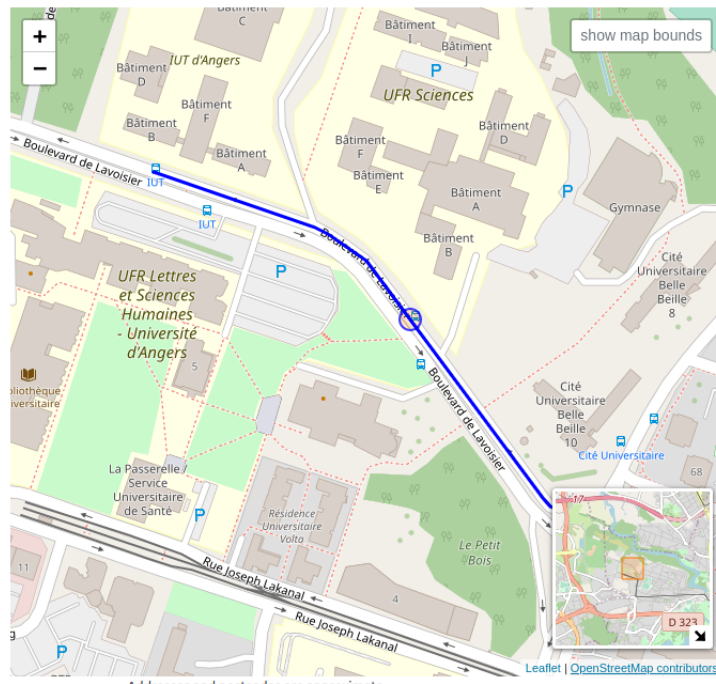 Bâtiment
C
+
−
show map bounds
IUT d'Angers
Bâtiment
D
Bâtiment
F
Bâtiment
B
Bâtiment
A
Bâtiment
I
Bâtiment
J
P
UFR Sciences
Bâtiment
D
Bâtiment
F
Bâtiment
E
Bâtiment
A
Bâtiment
B
P
Gymnase
Boulevard de Lavoisier
IUT
IUT
Boulevard de Lavoisier
P
UFR Lettres
et Sciences
Humaines
- Université
d'Angers
5
Cité
Universitaire
Belle
Beille
8
Cité
Universitaire
Belle
Beille
10
Boulevard de Lavoisier
Cité Universitaire
68
La Passerelle /
Service
Universitaire
de Santé
P
Résidence
Universitaire
Volta
Le Petit
Bois
11
4
Rue Joseph Lakanal
Rue Joseph Lakanal
P
17
D 323
Leaflet | OpenStreetMap contributors